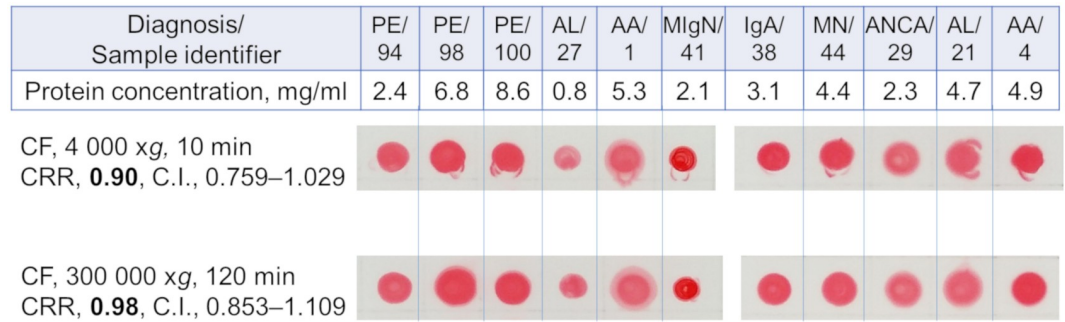 Diagnosis/ PE/ PE/ PE/ AL/ AA/ MIgN/ IgA/ MN/ ANCA/ AL/ AA/
Sample identifier 94 98 100 27 1 41 38 44 29 21 4
Protein concentration, mg/ml 2.4 6.8 8.6 0.8 5.3 2.1 3.1 4.4 2.3 4.7 4.9
CF, 4 000 xg, 10 min
CRR, 0.90, C.I., 0.759–1.029
CF, 300 000 xg, 120 min
CRR, 0.98, C.I., 0.853–1.109